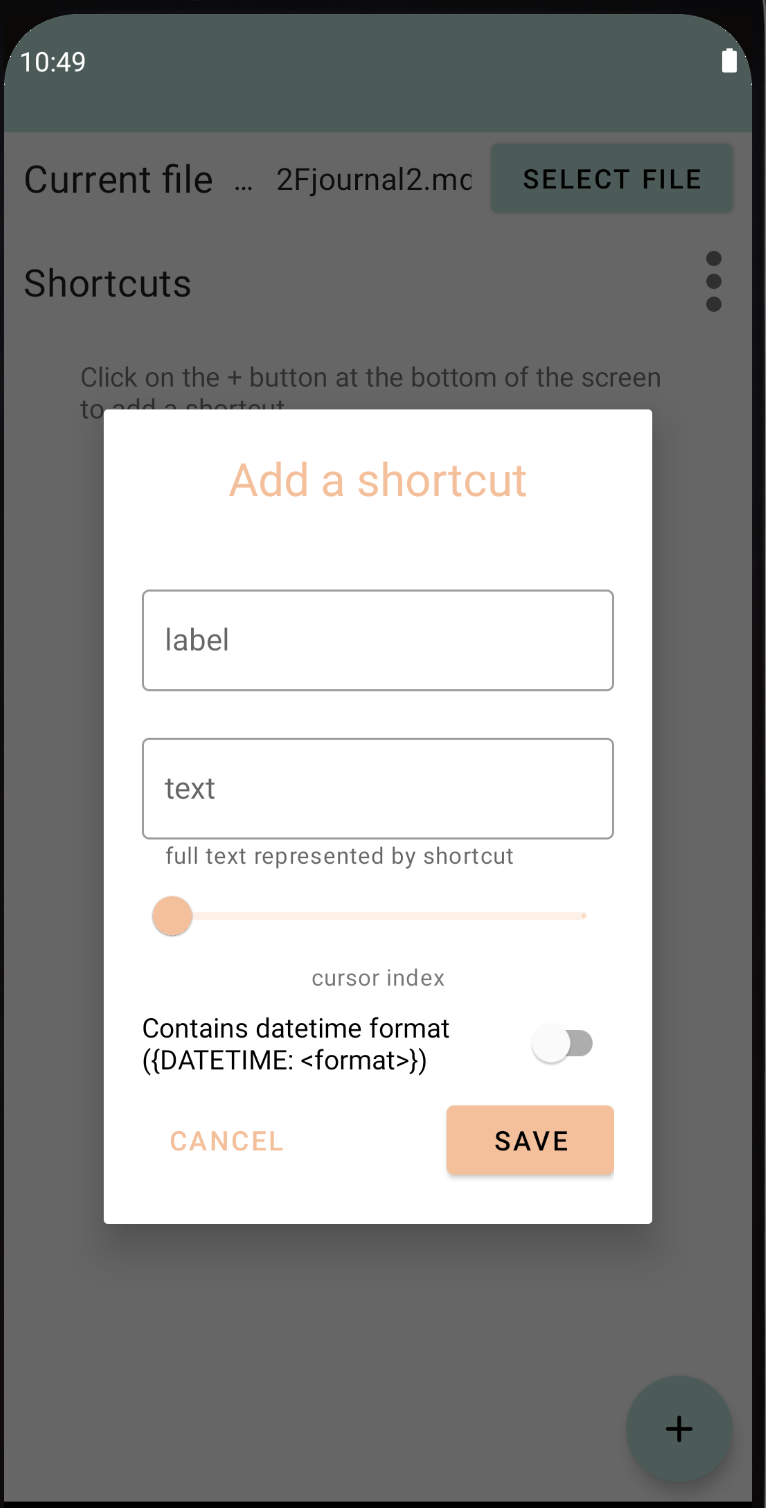 10:49
Current file ... 2Fjournal2.md SELECT FILE
Shortcuts
Click on the + button at the bottom of the screen
to add a shortcut
Add a shortcut
label
text
full text represented by shortcut
cursor index
Contains datetime format
({DATETIME: <format>})
CANCEL SAVE
+